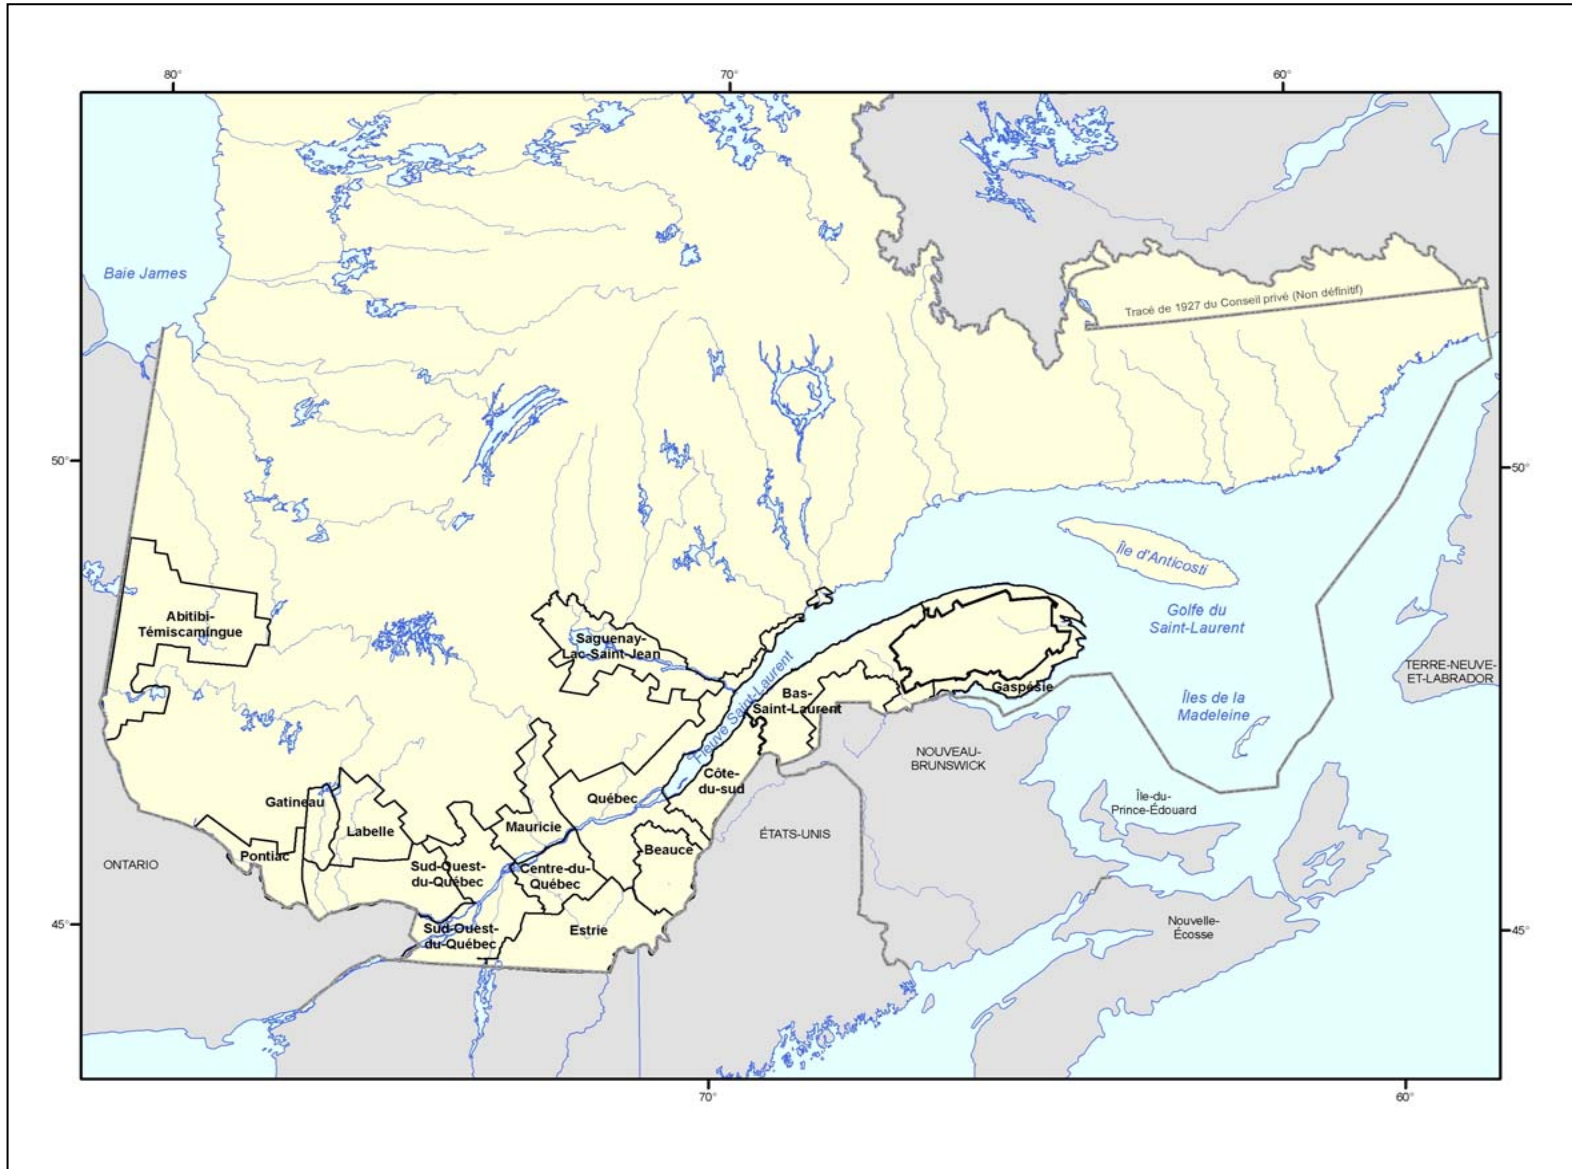 80°
70°
60°
Baie James
Tracé de 1927 du Conseil privé (Non définitif)
50°
50°
Île d'Anticosti
Abitibi-
Témiscamingue
Golfe du
Saint-Laurent
Saguenay-
Lac-Saint-Jean
Fleuve Saint-Laurent
TERRE-NEUVE-
ET-LABRADOR
Gaspésie
Bas-
Saint-Laurent
Îles de la
Madeleine
NOUVEAU-
BRUNSWICK
Côte-
du-sud
Gatineau
Québec
Île-du-
Prince-Édouard
Labelle
Mauricie
ÉTATS-UNIS
Pontiac
Beauce
ONTARIO
Sud-Ouest-
du-Québec
Centre-du-
Québec
45°
Sud-Ouest-
du-Québec
Estrie
Nouvelle-
Écosse
45°
70°
60°